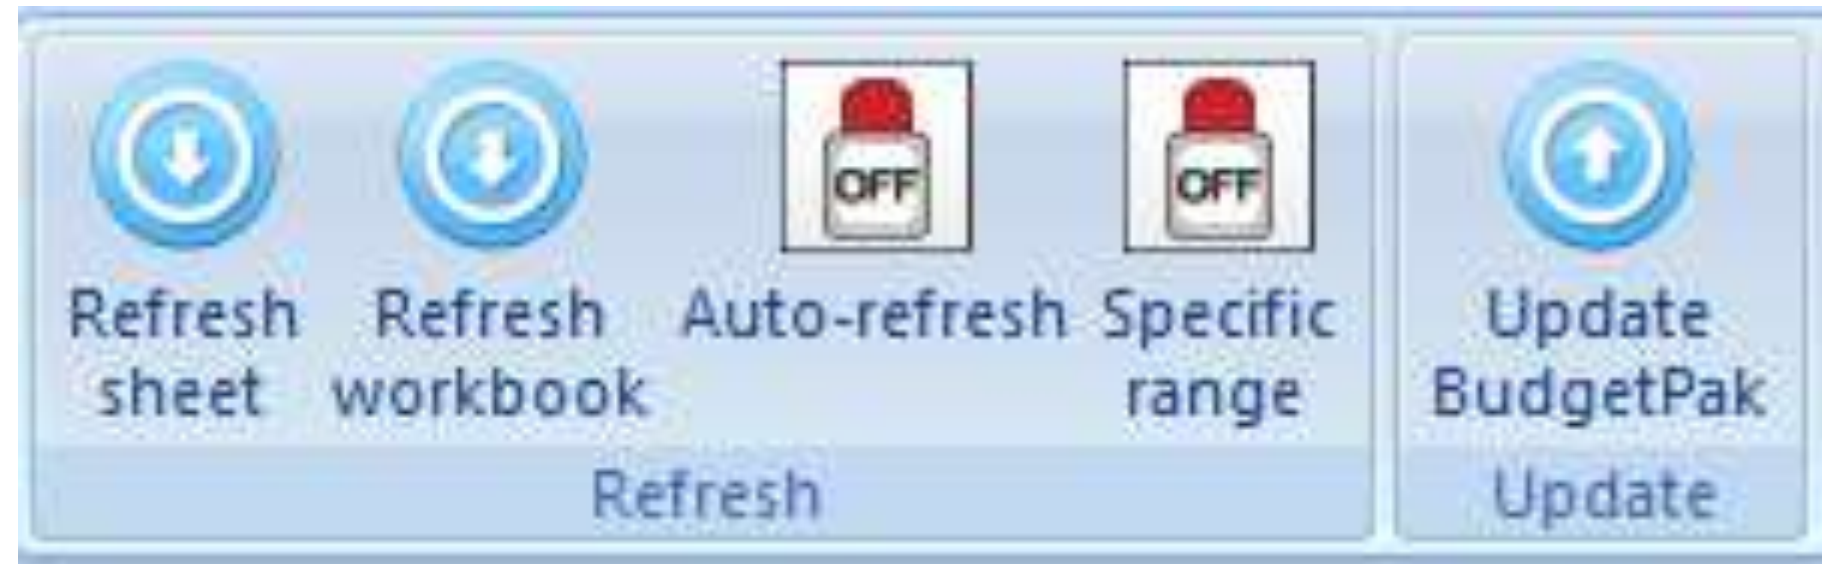 OFF
OFF
Refresh
sheet
Refresh
workbook
Auto-refresh
Specific
range
Update
BudgetPak
Refresh
Update